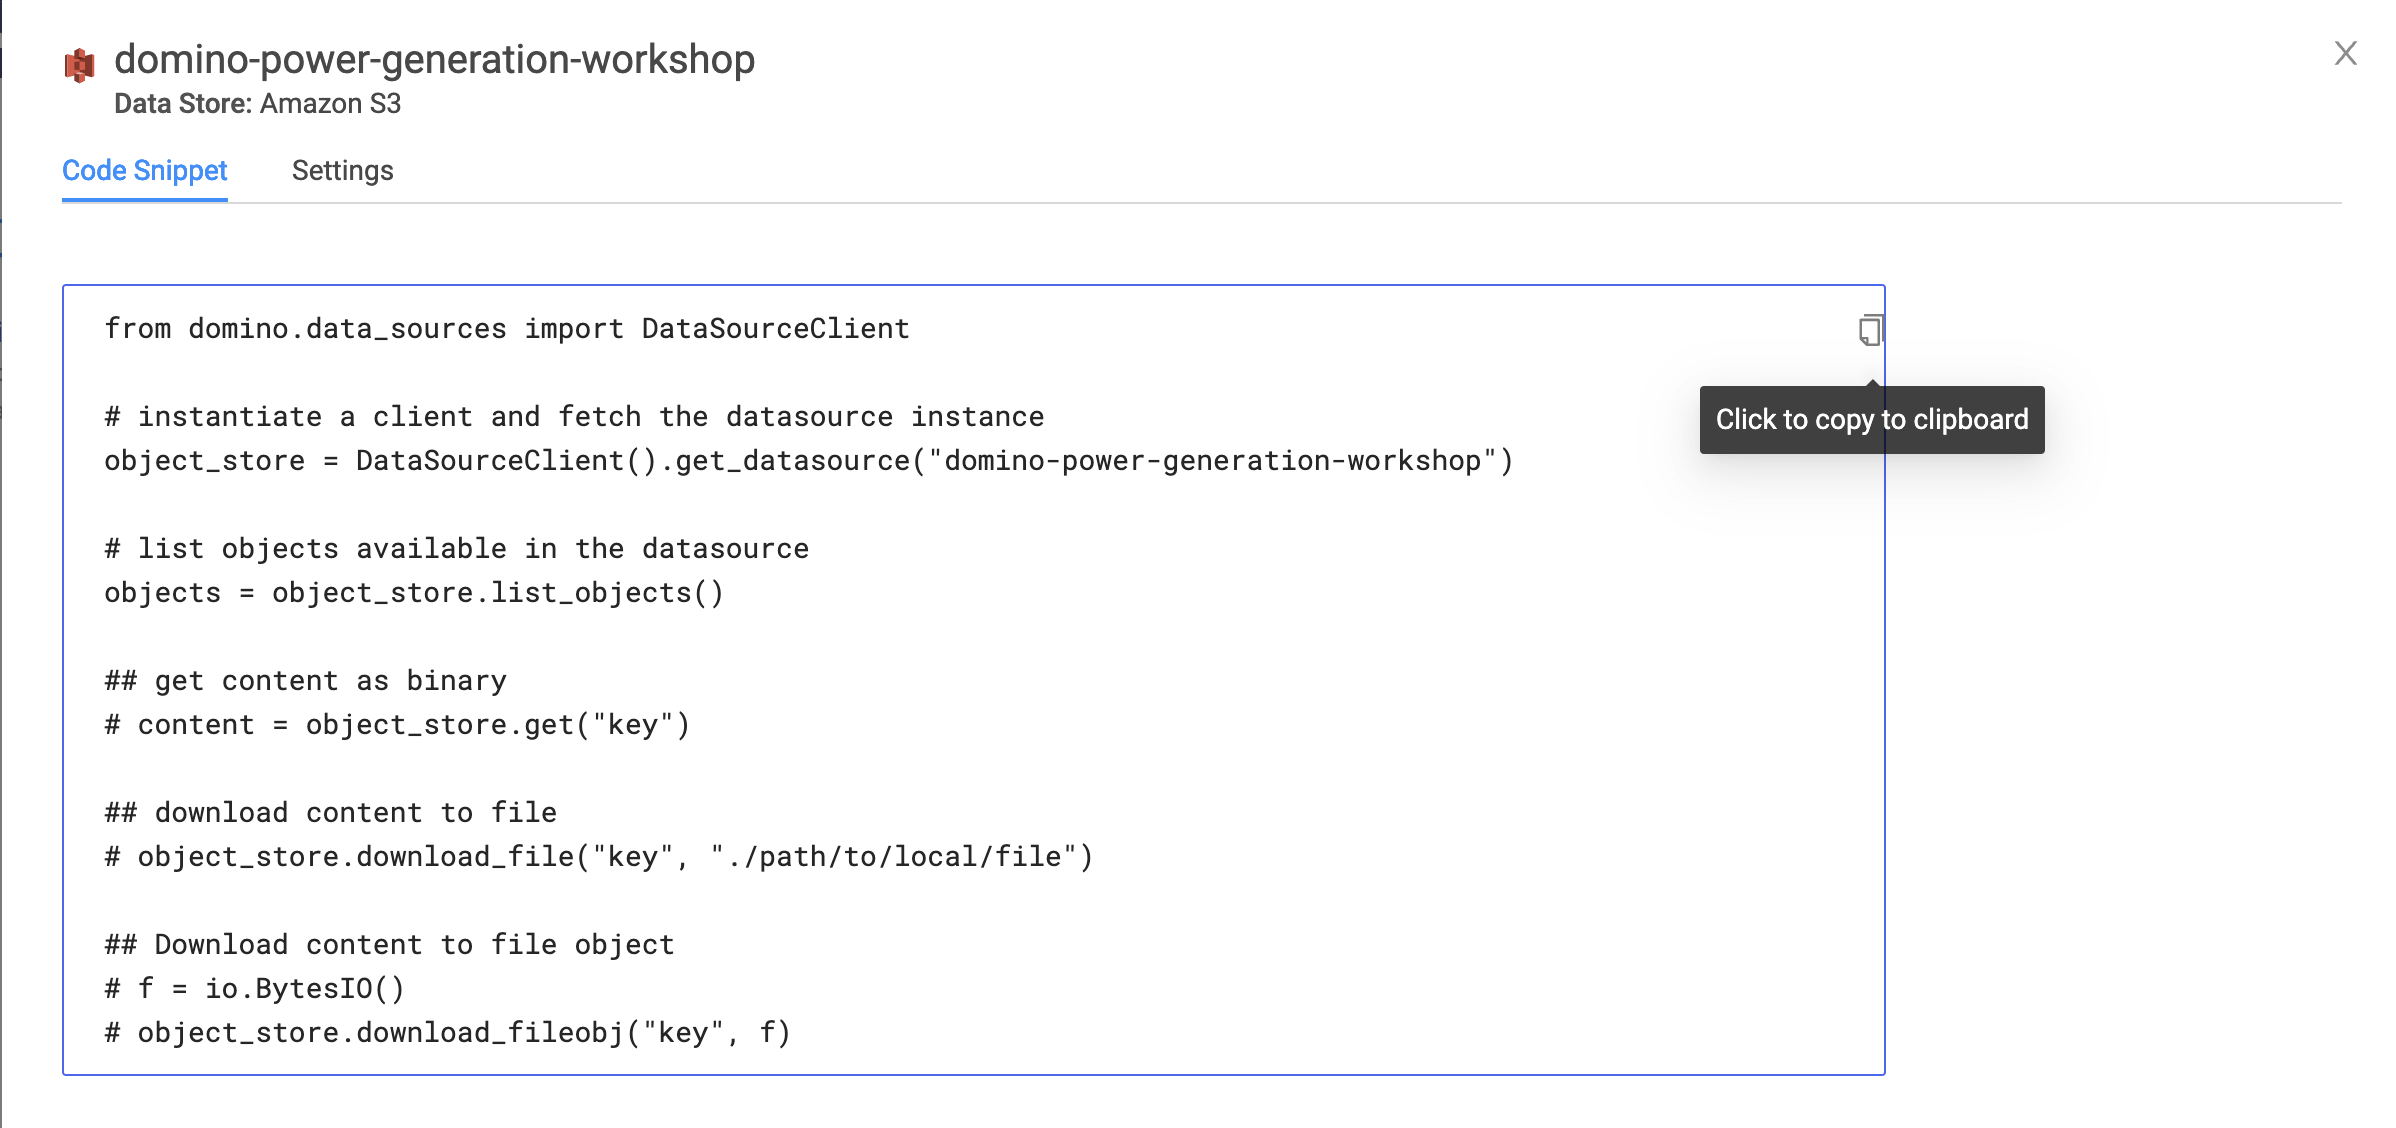 domino-power-generation-workshop
Data Store: Amazon S3
Code Snippet Settings
from domino.data_sources import DataSourceClient
Click to copy to clipboard
# instantiate a client and fetch the datasource instance
object_store = DataSourceClient().get_datasource("domino-power-generation-workshop")
# list objects available in the datasource
objects = object_store.list_objects()
## get content as binary
# content = object_store.get("key")
## download content to file
# object_store.download_file("key", "./path/to/local/file")
## Download content to file object
# f = io.BytesIO()
# object_store.download_fileobj("key", f)